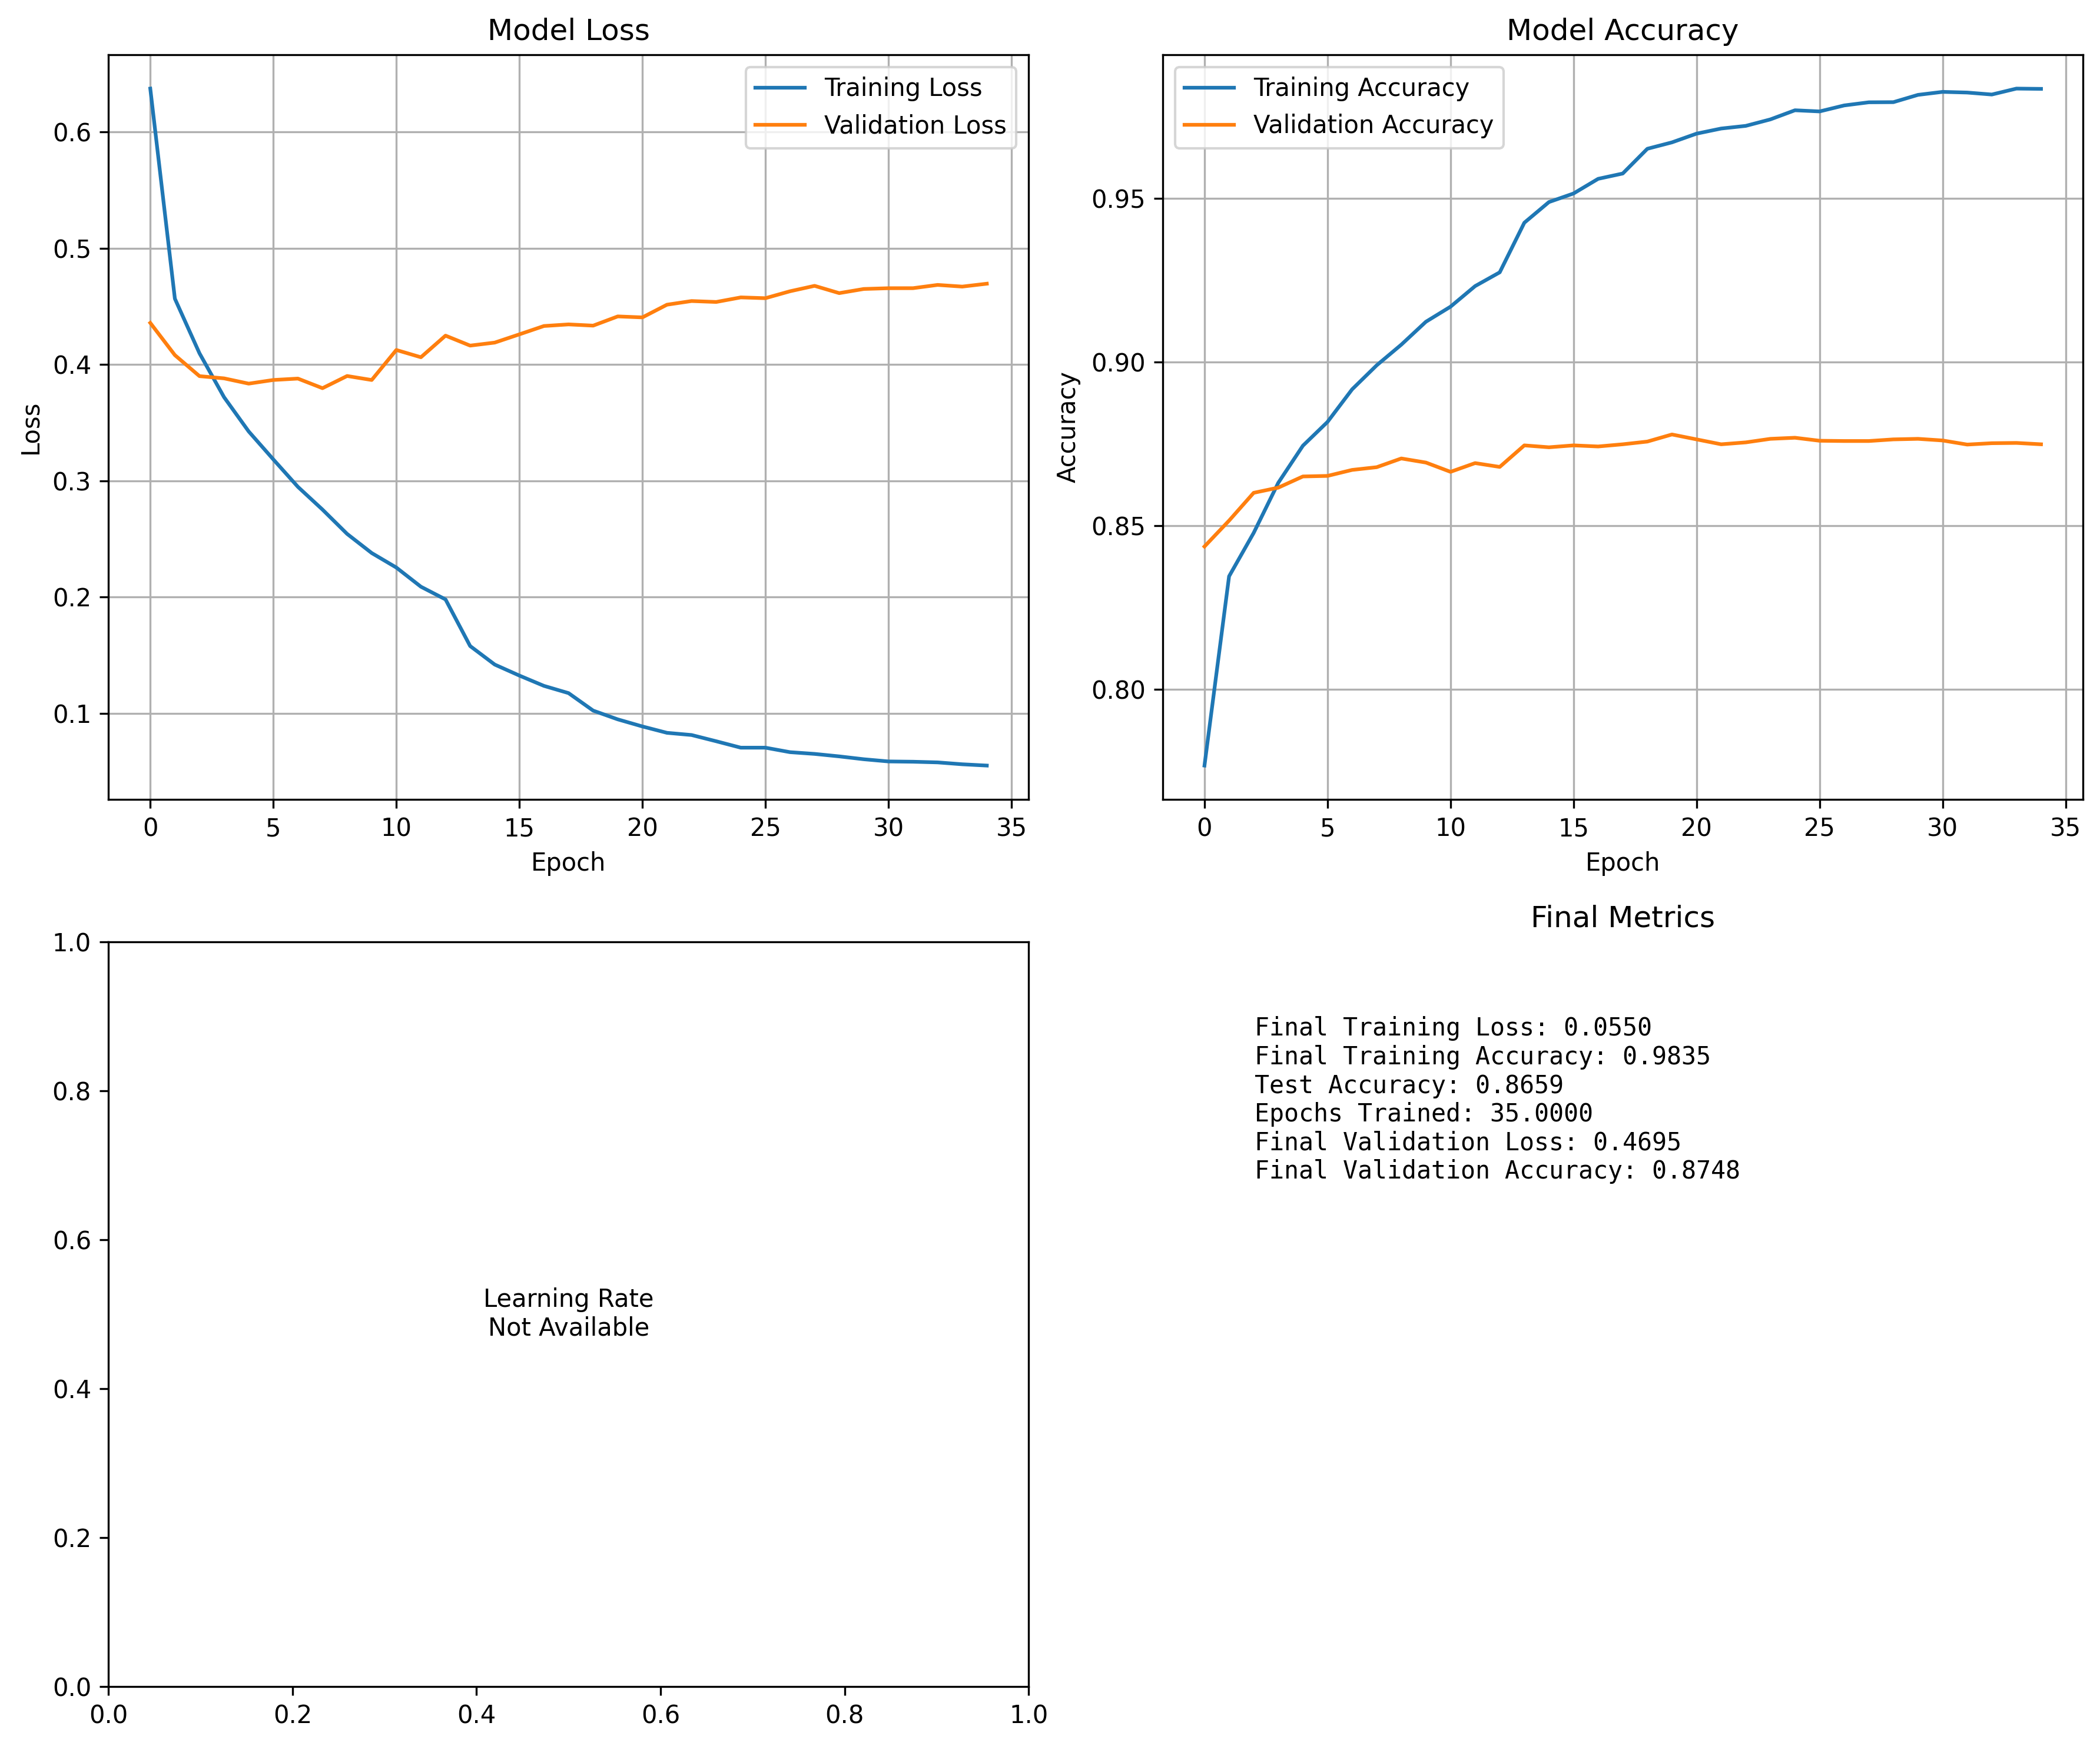 Model Loss
Training Loss
Validation Loss
0.6
0.5
0.4
0.3
0.2
0.1
Loss
0 5 10 15 20 25 30 35
Epoch
Model Accuracy
Training Accuracy
Validation Accuracy
0.95
0.90
0.85
0.80
Accuracy
0 5 10 15 20 25 30 35
Epoch
1.0
0.8
0.6
0.4
0.2
0.0
Learning Rate
Not Available
0.0 0.2 0.4 0.6 0.8 1.0
Final Metrics
Final Training Loss: 0.0550
Final Training Accuracy: 0.9835
Test Accuracy: 0.8659
Epochs Trained: 35.0000
Final Validation Loss: 0.4695
Final Validation Accuracy: 0.8748